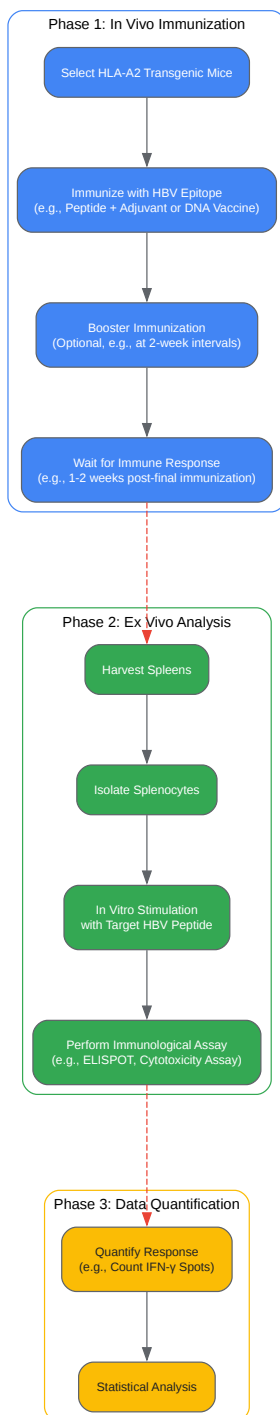 Phase 1: In Vivo Immunization
Select HLA-A2 Transgenic Mice
Immunize with HBV Epitope
(e.g., Peptide + Adjuvant or DNA Vaccine)
Booster Immunization
(Optional, e.g., at 2-week intervals)
Wait for Immune Response
(e.g., 1-2 weeks post-final immunization)
Phase 2: Ex Vivo Analysis
Harvest Spleens
Isolate Splenocytes
In Vitro Stimulation
with Target HBV Peptide
Perform Immunological Assay
(e.g., ELISPOT, Cytotoxicity Assay)
Phase 3: Data Quantification
Quantify Response
(e.g., Count IFN-γ Spots)
Statistical Analysis